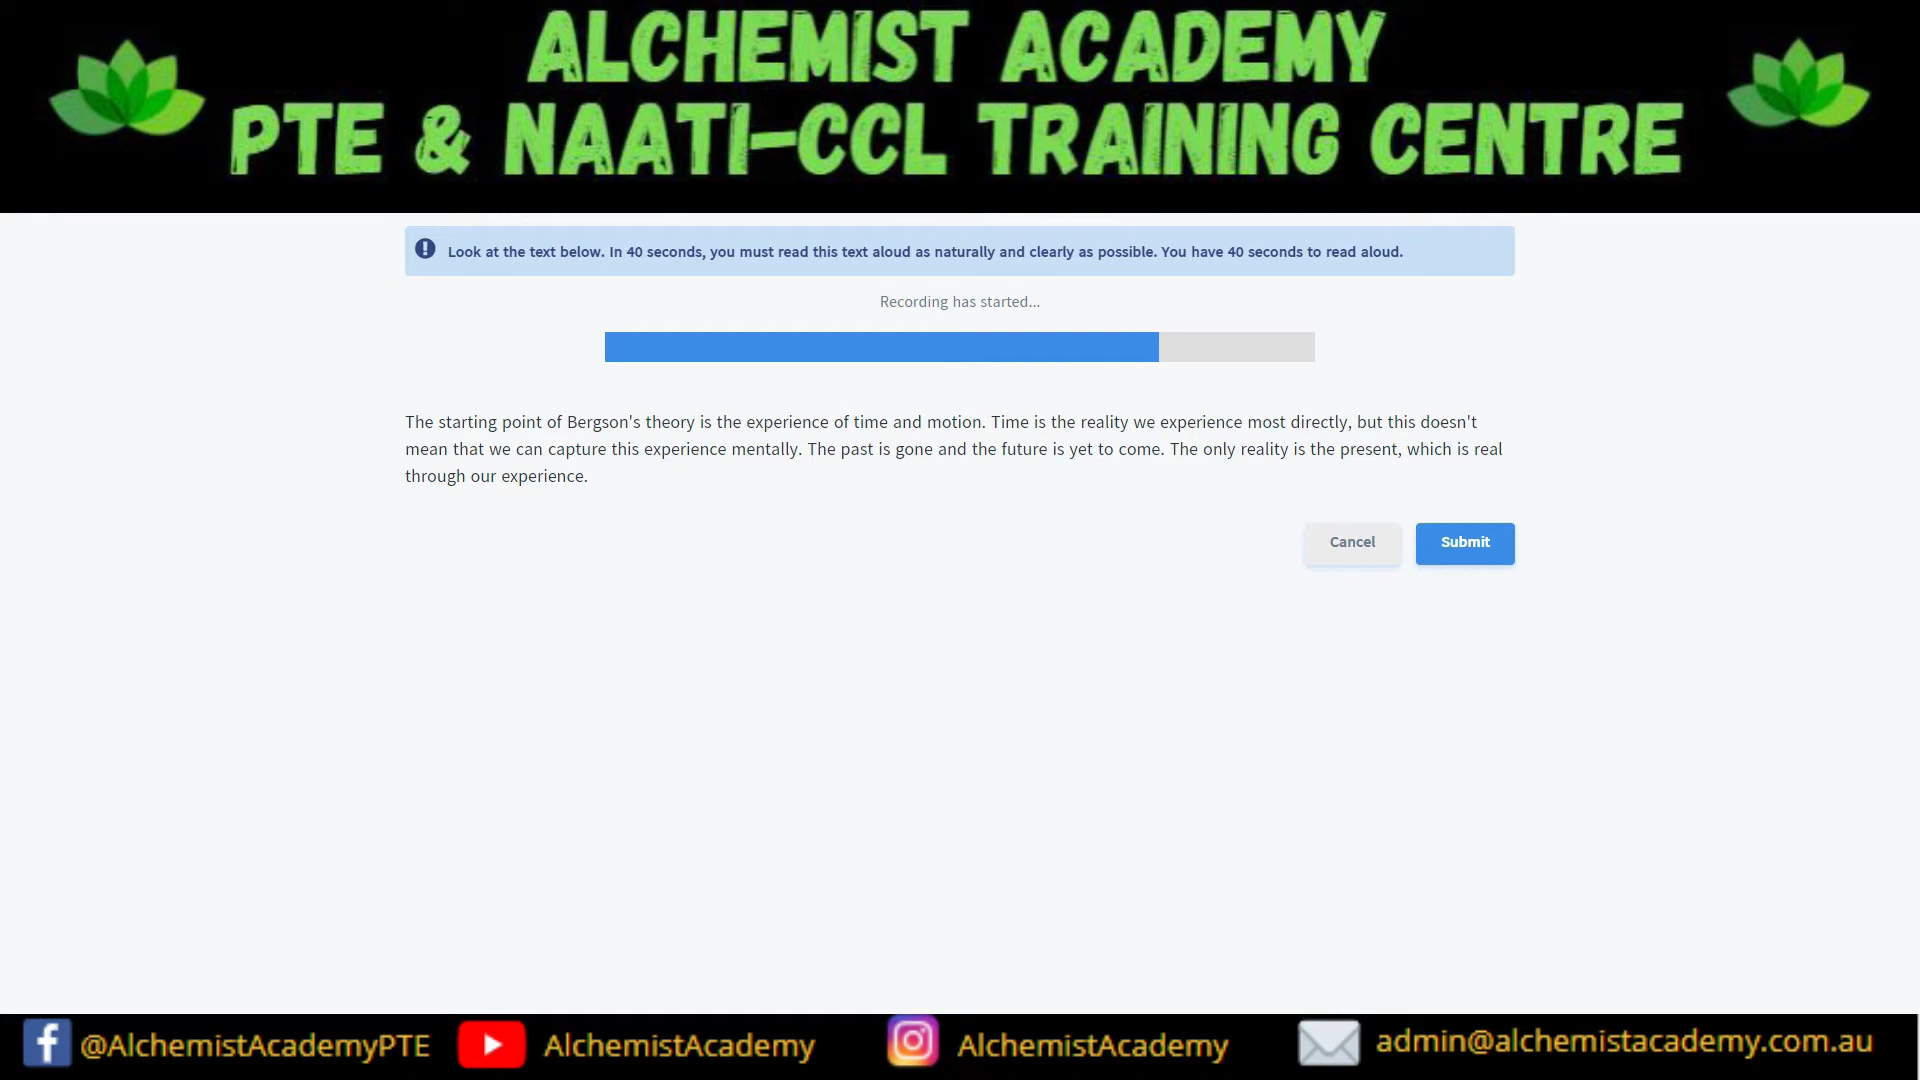 ALCHEMIST ACADEMY
PTE & NAATI-CCL TRAINING CENTRE
Look at the text below. In 40 seconds, you must read this text aloud as naturally and clearly as possible. You have 40 seconds to read aloud.
Recording has started...
The starting point of Bergson's theory is the experience of time and motion. Time is the reality we experience most directly, but this doesn't
mean that we can capture this experience mentally. The past is gone and the future is yet to come. The only reality is the present, which is real
through our experience.
Cancel Submit
@AlchemistAcademyPTE AlchemistAcademy AlchemistAcademy admin@alchemistacademy.com.au